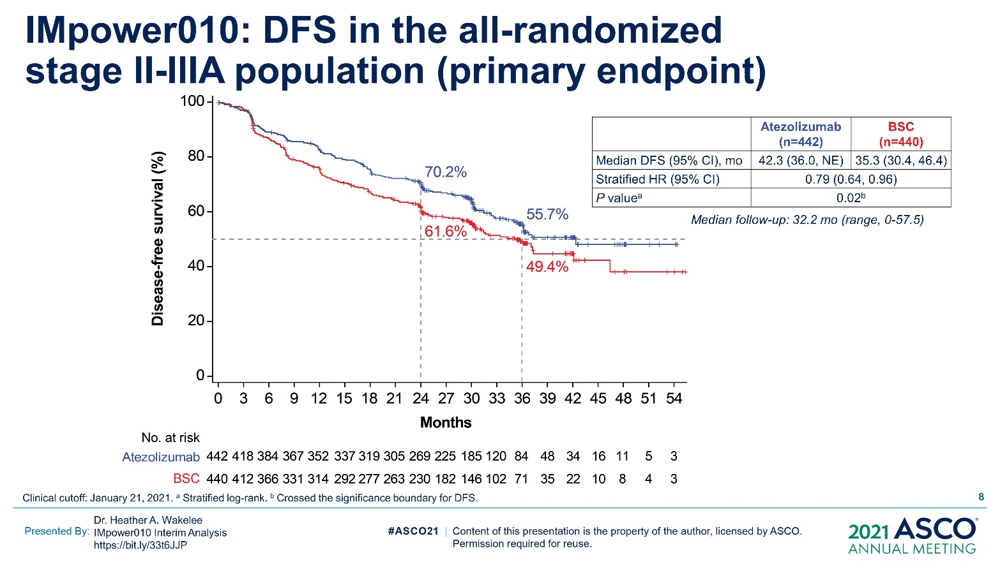 IMpower010: DFS in the all-randomized
stage II-IIIA population (primary endpoint)
Disease-free survival (%)
100
80
60
40
20
0
70.2%
61.6%
55.7%
49.4%
0 3 6 9 12 15 18 21 24 27 30 33 36 39 42 45 48 51 54
Months
Atezolizumab (n=442) BSC (n=440)
Median DFS (95% CI), mo 42.3 (36.0, NE) 35.3 (30.4, 46.4)
Stratified HR (95% CI) 0.79 (0.64, 0.96)
P valueᵃ 0.02ᵇ
Median follow-up: 32.2 mo (range, 0-57.5)
No. at risk
Atezolizumab 442 418 384 367 352 337 319 305 269 225 185 120 84 48 34 16 11 5 3
BSC 440 412 366 331 314 292 277 263 230 182 146 102 71 35 22 10 8 4 3
Clinical cutoff: January 21, 2021. ᵃ Stratified log-rank. ᵇ Crossed the significance boundary for DFS.
8
Presented By: Dr. Heather A. Wakelee
IMpower010 Interim Analysis
https://bit.ly/33t6JJP
#ASCO21 | Content of this presentation is the property of the author, licensed by ASCO.
Permission required for reuse.
2021 ASCO®
ANNUAL MEETING